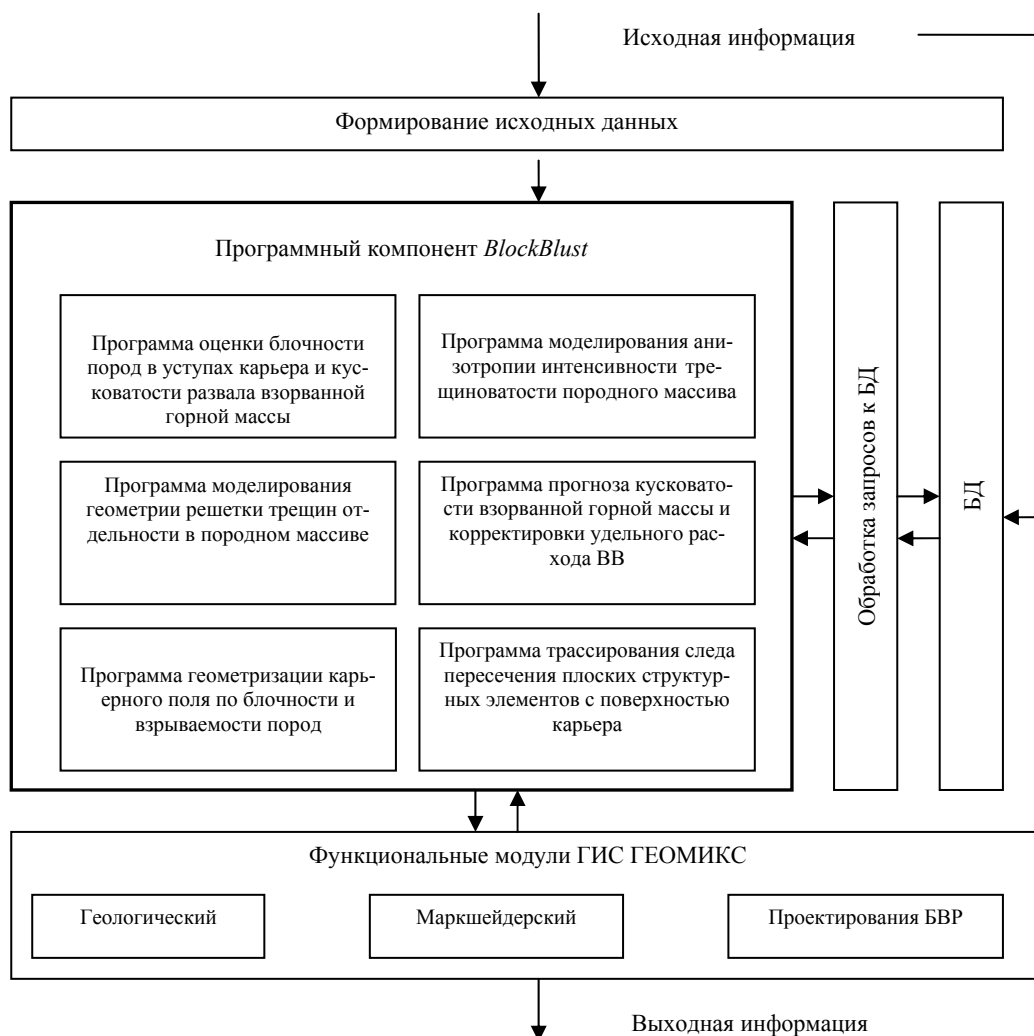 Исходная информация
Формирование исходных данных
Программный компонент BlockBlust
Программа оценки блочности
пород в уступах карьера и кус-
коватости развала взорванной
горной массы
Программа моделирования ани-
зотропии интенсивности тре-
щиноватости породного массива
Программа моделирования
геометрии решетки трещин от-
дельности в породном массиве
Программа прогноза кусковато-
сти взорванной горной массы и
корректировки удельного рас-
хода ВВ
Программа геометризации карь-
ерного поля по блочности и
взрываемости пород
Программа трассирования следа
пересечения плоских структур-
ных элементов с поверхностью
карьера
Обработка запросов к БД
БД
Функциональные модули ГИС ГЕОМИКС
Геологический
Маркшейдерский
Проектирования БВР
Выходная информация